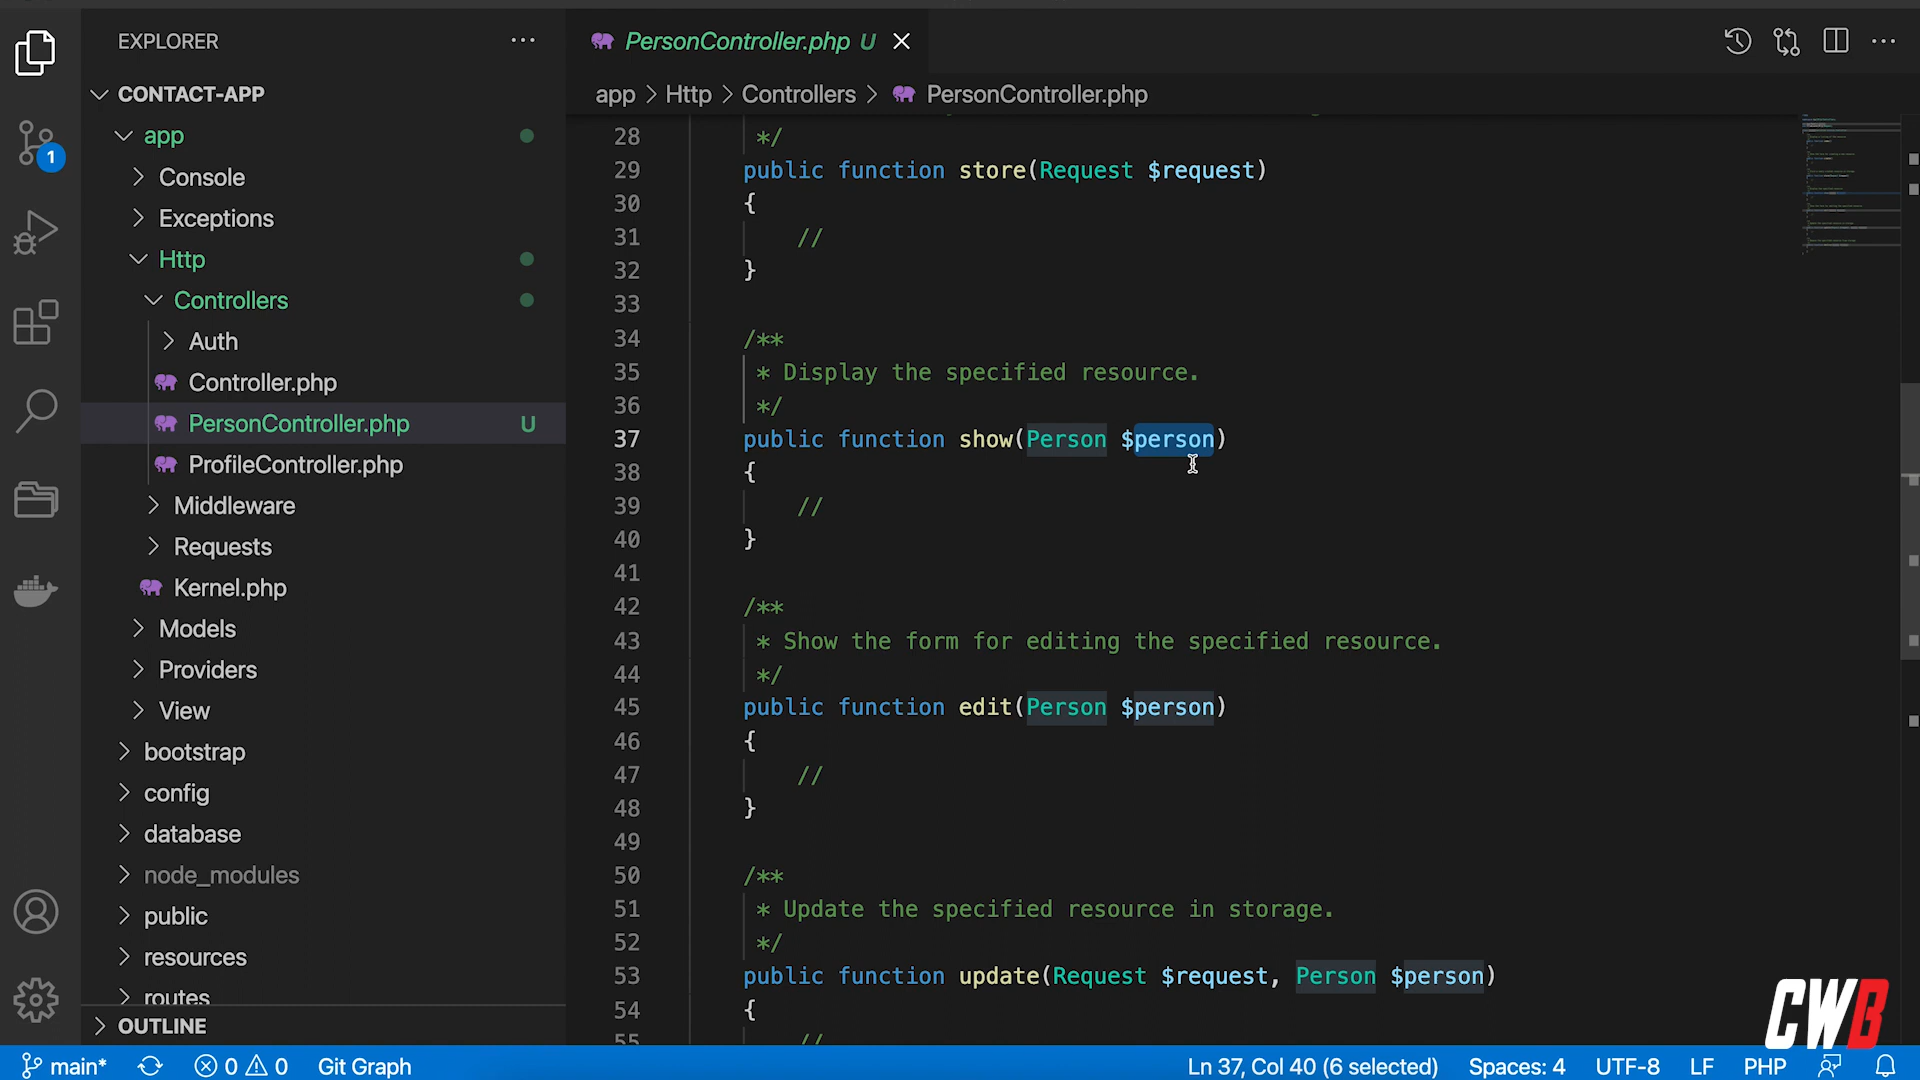 EXPLORER
PersonController.php U
CONTACT-APP
app > Http > Controllers > PersonController.php
app
Console
Exceptions
Http
Controllers
Auth
Controller.php
PersonController.php U
ProfileController.php
Middleware
Requests
Kernel.php
Models
Providers
View
bootstrap
config
database
node_modules
public
resources
routes
OUTLINE
1
28 */
29 public function store(Request $request)
30 {
31 //
32 }
33
34 /**
35 * Display the specified resource.
36 */
37 public function show(Person $person)
38 {
39 //
40 }
41
42 /**
43 * Show the form for editing the specified resource.
44 */
45 public function edit(Person $person)
46 {
47 //
48 }
49
50 /**
51 * Update the specified resource in storage.
52 */
53 public function update(Request $request, Person $person)
54 {
55 //
CWB
main* 0 0 Git Graph Ln 37, Col 40 (6 selected) Spaces: 4 UTF-8 LF PHP